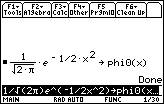 F1▼ Tools F2▼ Algebra F3▼ Calc F4▼ Other F5 PrgmIO F6▼ Clean Up
■ 1/√(2·π) · e^(-1/2·x²) → phi0(x)
Done
1/√(2π)e^(-1/2x^2)→phi0(x)
MAIN RAD AUTO FUNC 1/30